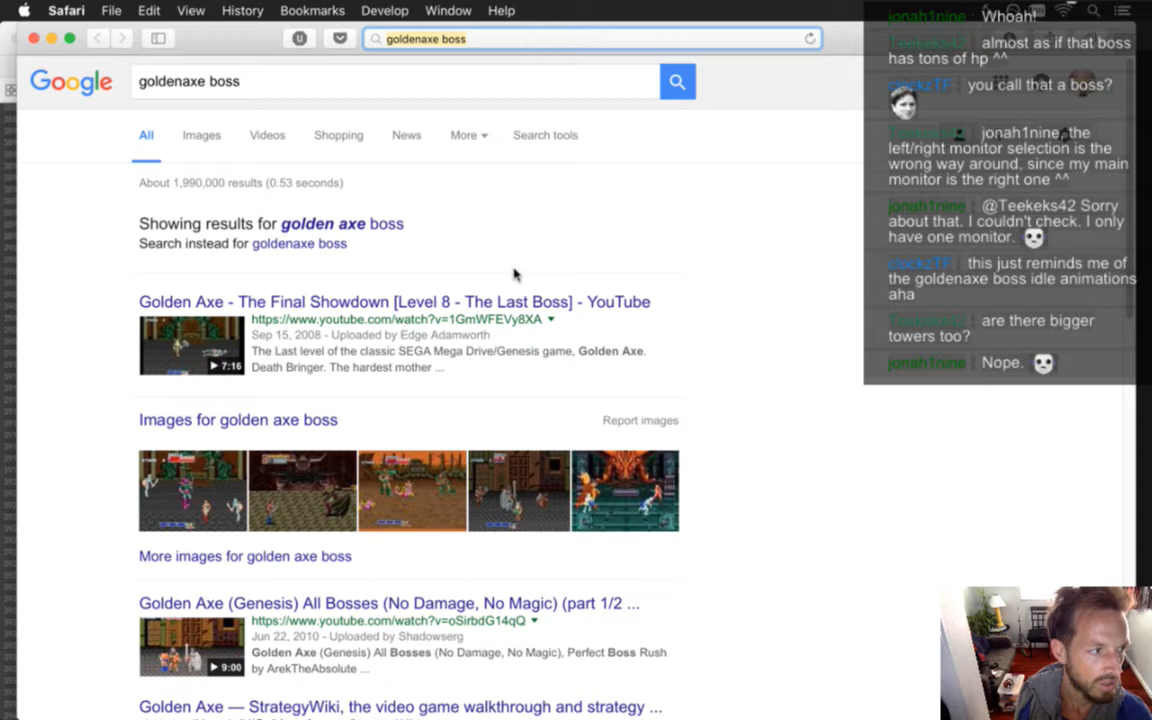 Safari File Edit View History Bookmarks Develop Window Help
goldenaxe boss
Google goldenaxe boss
All Images Videos Shopping News More Search tools
About 1,990,000 results (0.53 seconds)
Showing results for golden axe boss
Search instead for goldenaxe boss
Golden Axe - The Final Showdown [Level 8 - The Last Boss] - YouTube
https://www.youtube.com/watch?v=1GmWFEVy8XA
Sep 15, 2008 - Uploaded by Edge Adamworth
The Last level of the classic SEGA Mega Drive/Genesis game, Golden Axe.
Death Bringer. The hardest mother ...
7:16
Images for golden axe boss
Report images
More images for golden axe boss
Golden Axe (Genesis) All Bosses (No Damage, No Magic) (part 1/2 ...
https://www.youtube.com/watch?v=oSirbdG14qQ
Jun 22, 2010 - Uploaded by Shadowserg
Golden Axe (Genesis) All Bosses (No Damage, No Magic), Perfect Boss Rush
by ArekTheAbsolute ...
9:00
Golden Axe — StrategyWiki, the video game walkthrough and strategy ...
jonah1nine : Whoah!
Teekeks42 : almost as if that boss
has tons of hp ^^
you call that a boss?
jonah1nine, the
left/right monitor selection is the
wrong way around, since my main
monitor is the right one ^^
jonah1nine : @Teekeks42 Sorry
about that. I couldn't check. I only
have one monitor.
this just reminds me of
the goldenaxe boss idle animations
aha
Teekeks42 : are there bigger
towers too?
jonah1nine : Nope.